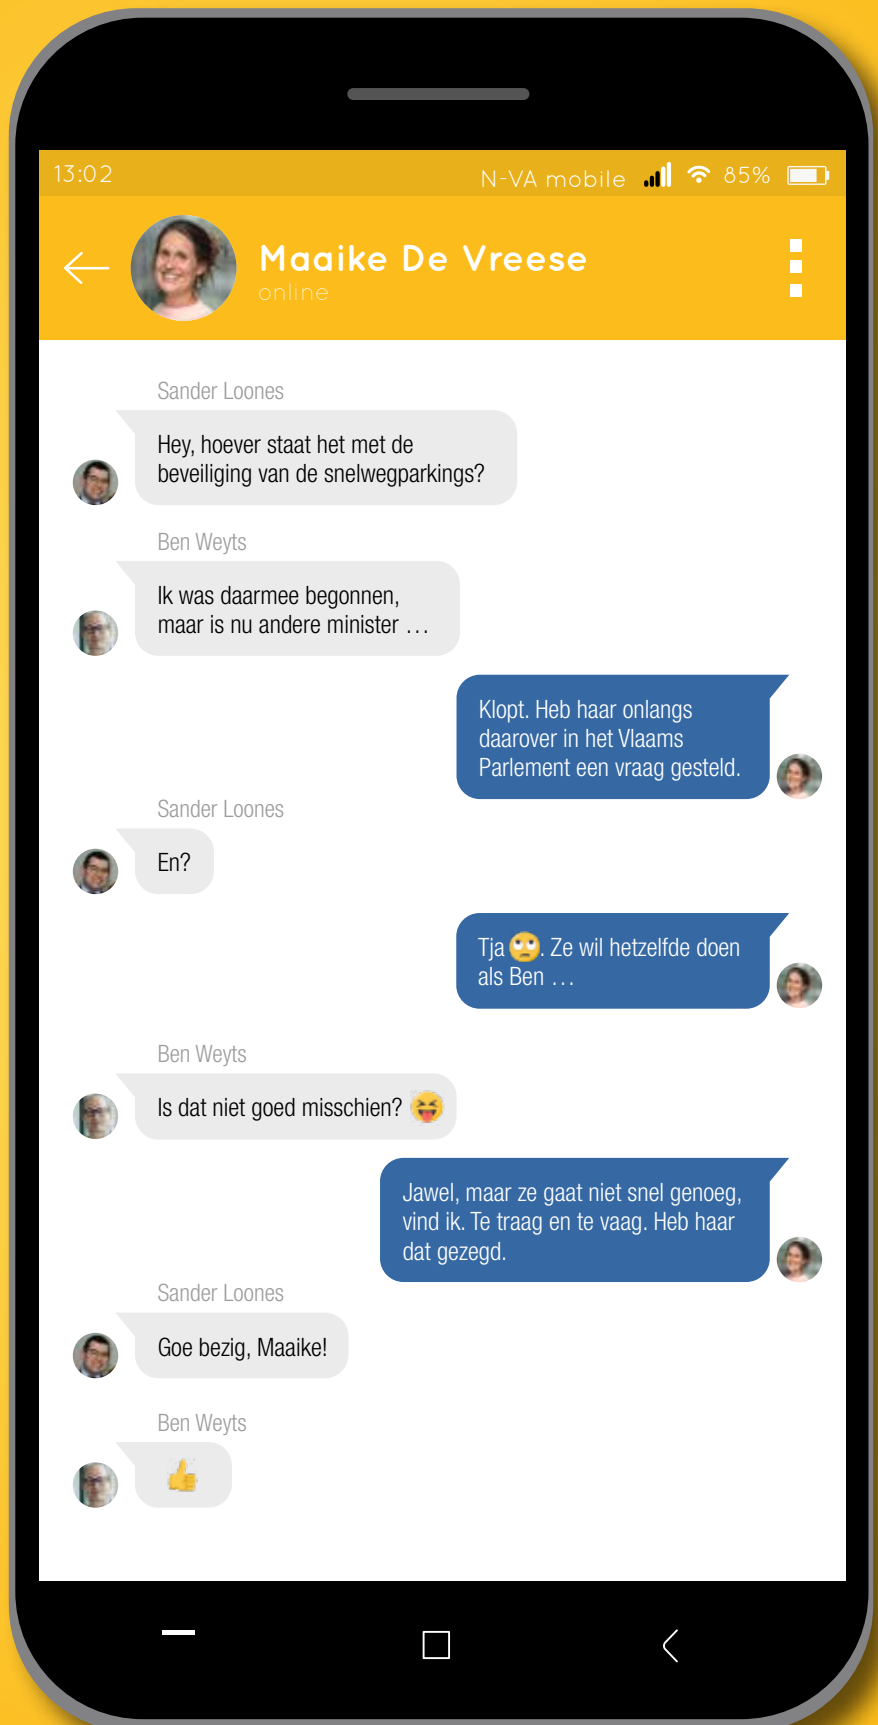 13:02
N-VA mobile
85%
Maaike De Vreese
online
Sander Loones
Hey, hoever staat het met de
beveiliging van de snelwegparkings?
Ben Weyts
Ik was daarmee begonnen,
maar is nu andere minister …
Klopt. Heb haar onlangs
daarover in het Vlaams
Parlement een vraag gesteld.
Sander Loones
En?
Tja 🙄. Ze wil hetzelfde doen
als Ben …
Ben Weyts
Is dat niet goed misschien? 😝
Jawel, maar ze gaat niet snel genoeg,
vind ik. Te traag en te vaag. Heb haar
dat gezegd.
Sander Loones
Goe bezig, Maaike!
Ben Weyts
👍